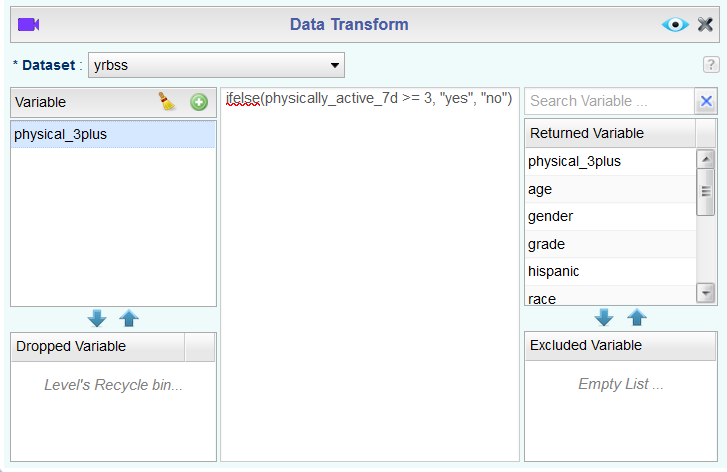 Data Transform
* Dataset : yrbss
?
Variable
physical_3plus
ifelse(physically_active_7d >= 3, "yes", "no")
Search Variable ...
Returned Variable
physical_3plus
age
gender
grade
hispanic
race
Dropped Variable
Level's Recycle bin...
Excluded Variable
Empty List ...